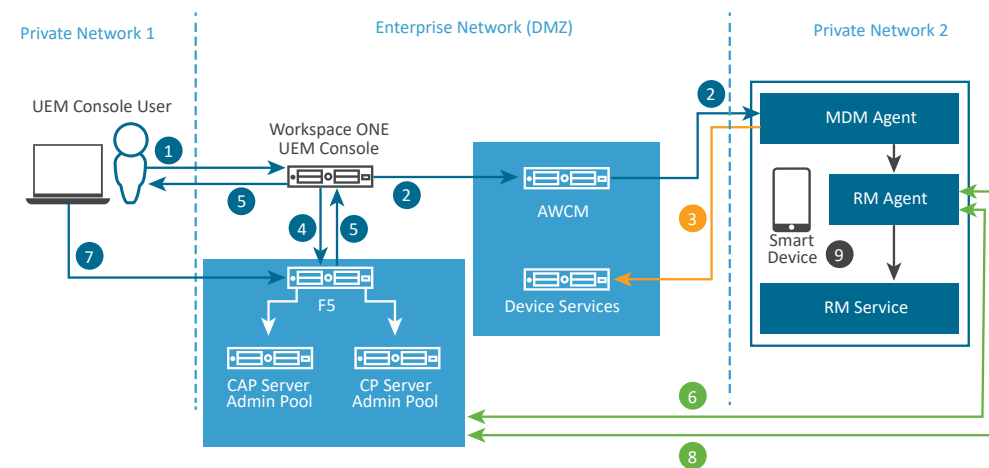 Private Network 1
Enterprise Network (DMZ)
Private Network 2
UEM Console User
Workspace ONE
UEM Console
1
5
2
2
MDM Agent
AWCM
3
RM Agent
4
5
7
Smart
Device
9
F5
Device Services
RM Service
CAP Server
Admin Pool
CP Server
Admin Pool
6
8